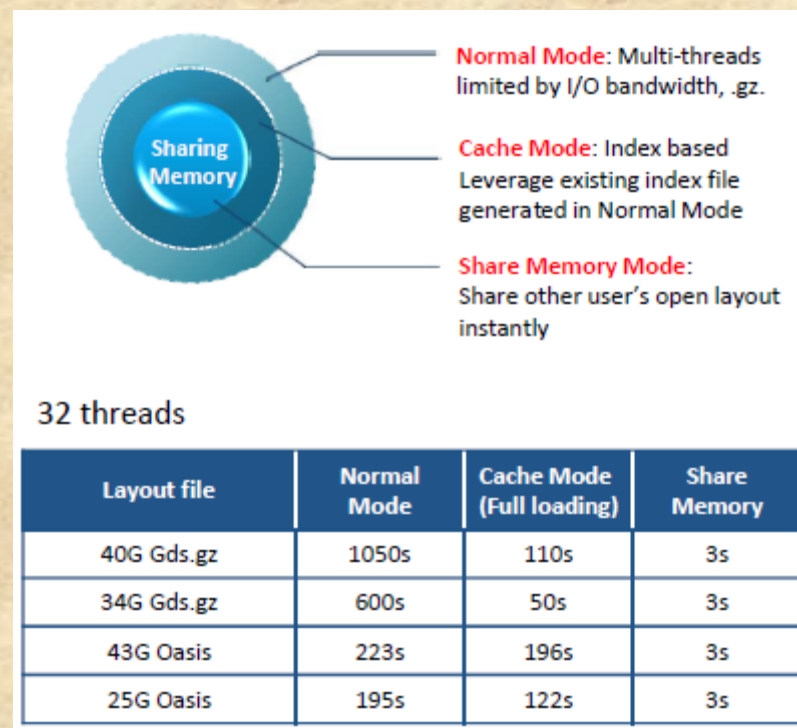 Normal Mode: Multi-threads
limited by I/O bandwidth, .gz.
Sharing
Memory
Cache Mode: Index based
Leverage existing index file
generated in Normal Mode
Share Memory Mode:
Share other user's open layout
instantly
32 threads
Layout file Normal Mode Cache Mode (Full loading) Share Memory
40G Gds.gz 1050s 110s 3s
34G Gds.gz 600s 50s 3s
43G Oasis 223s 196s 3s
25G Oasis 195s 122s 3s